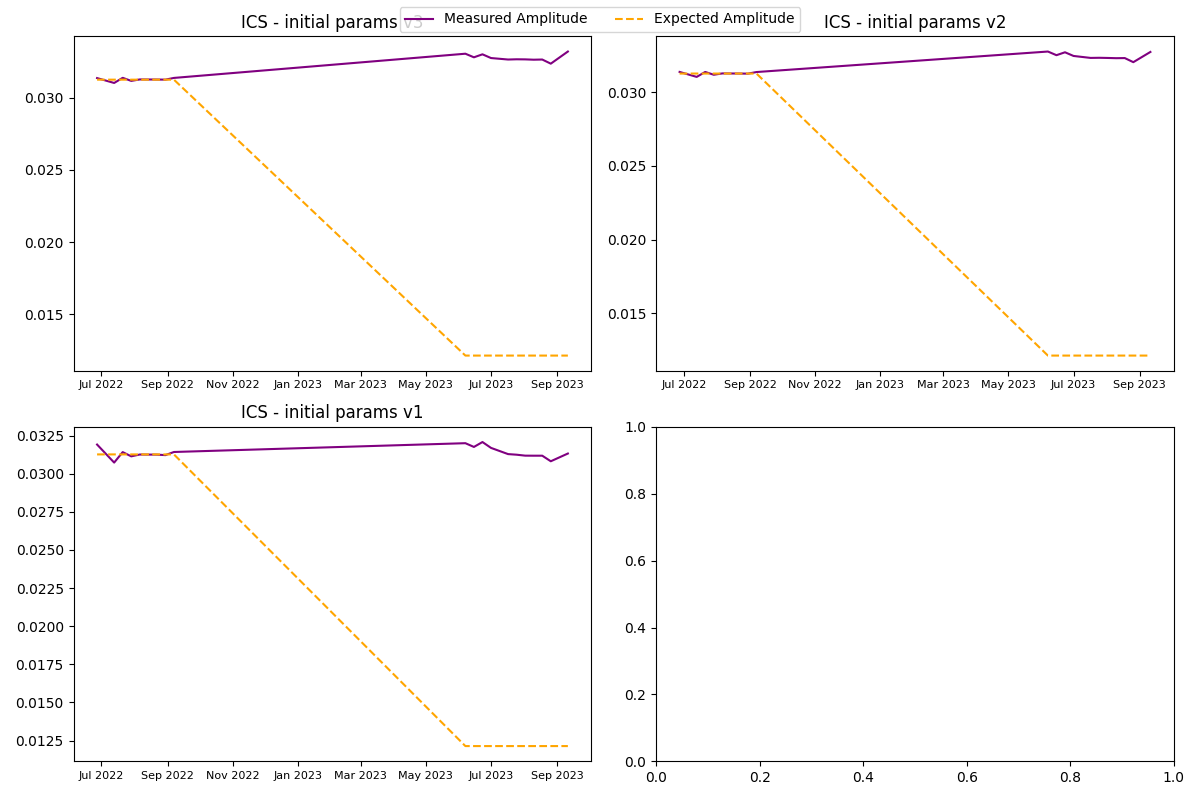 ICS - initial params v3
Measured Amplitude
Expected Amplitude
ICS - initial params v2
0.030
0.025
0.020
0.015
Jul 2022 Sep 2022 Nov 2022 Jan 2023 Mar 2023 May 2023 Jul 2023 Sep 2023
0.030
0.025
0.020
0.015
Jul 2022 Sep 2022 Nov 2022 Jan 2023 Mar 2023 May 2023 Jul 2023 Sep 2023
ICS - initial params v1
0.0325
0.0300
0.0275
0.0250
0.0225
0.0200
0.0175
0.0150
0.0125
Jul 2022 Sep 2022 Nov 2022 Jan 2023 Mar 2023 May 2023 Jul 2023 Sep 2023
1.0
0.8
0.6
0.4
0.2
0.0
0.0 0.2 0.4 0.6 0.8 1.0